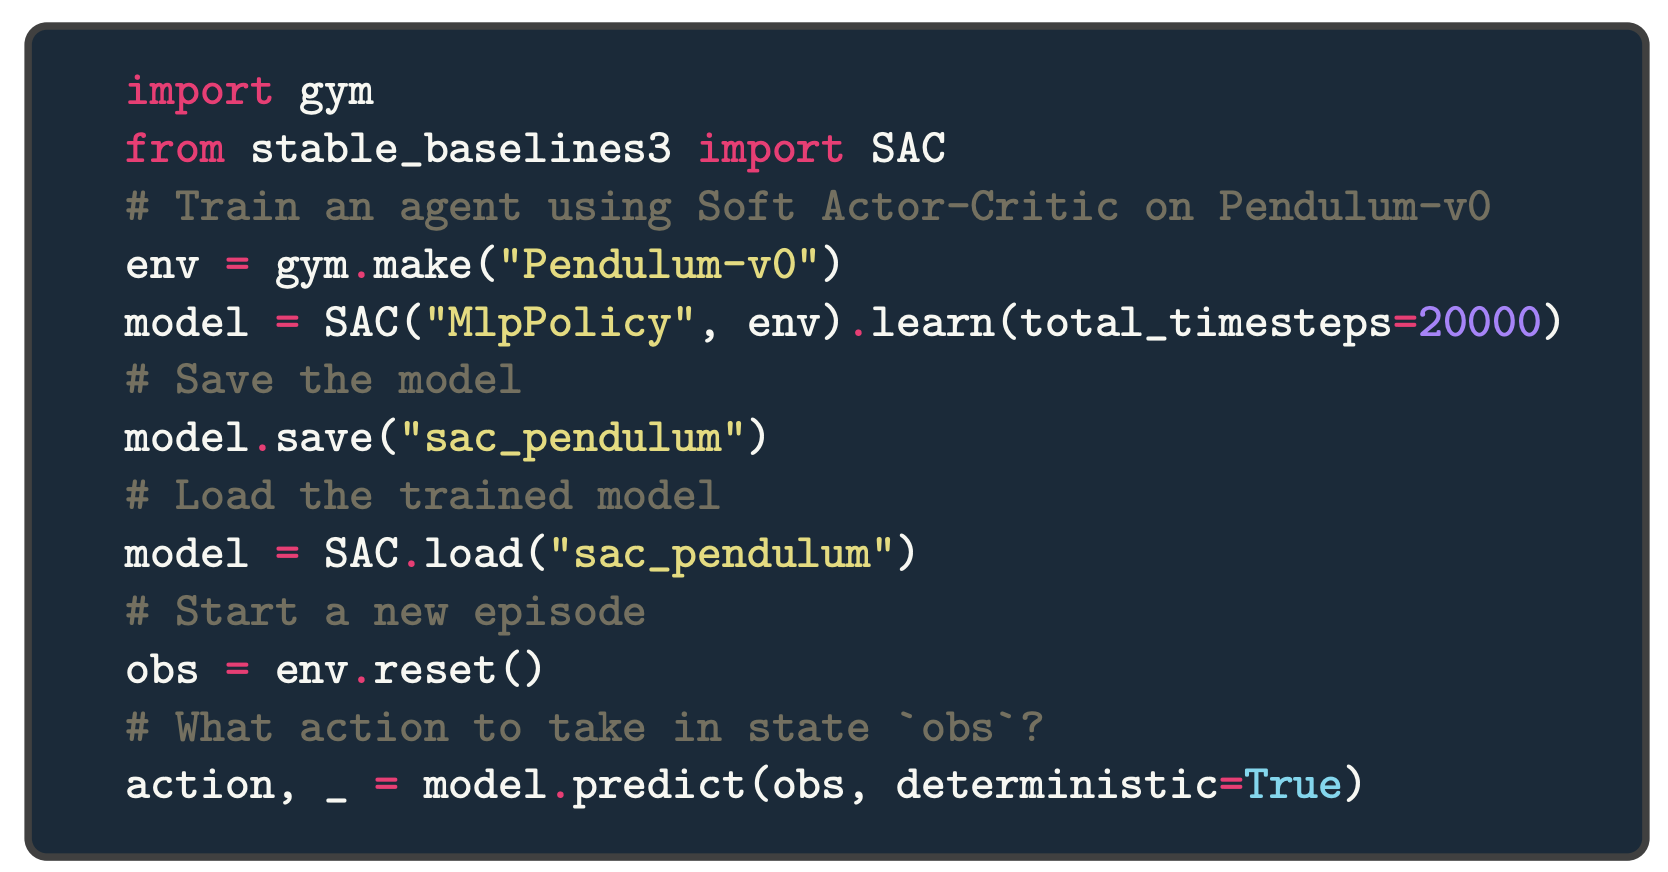 import gym
from stable_baselines3 import SAC
# Train an agent using Soft Actor-Critic on Pendulum-v0
env = gym.make("Pendulum-v0")
model = SAC("MlpPolicy", env).learn(total_timesteps=20000)
# Save the model
model.save("sac_pendulum")
# Load the trained model
model = SAC.load("sac_pendulum")
# Start a new episode
obs = env.reset()
# What action to take in state `obs`?
action, _ = model.predict(obs, deterministic=True)